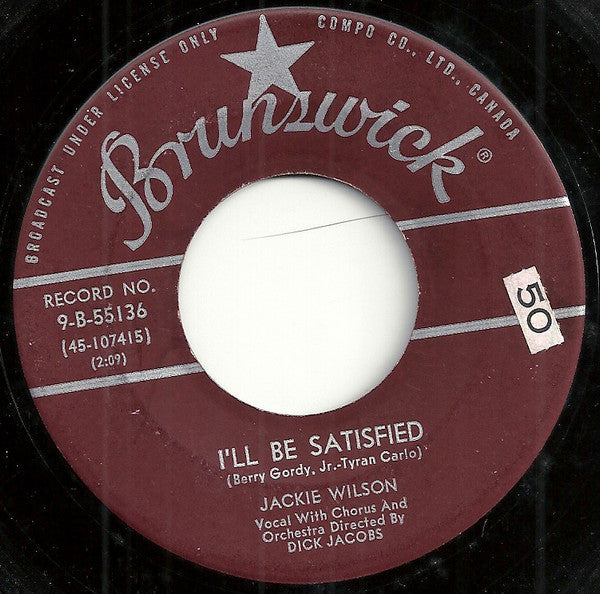 BROADCAST UNDER LICENSE ONLY
COMPO CO., LTD., CANADA
Brunswick®
RECORD NO.
9-B-55136
(45-107415)
(2:09)
50
I'LL BE SATISFIED
(Berry Gordy, Jr.-Tyran Carlo)
JACKIE WILSON
Vocal With Chorus And
Orchestra Directed By
DICK JACOBS